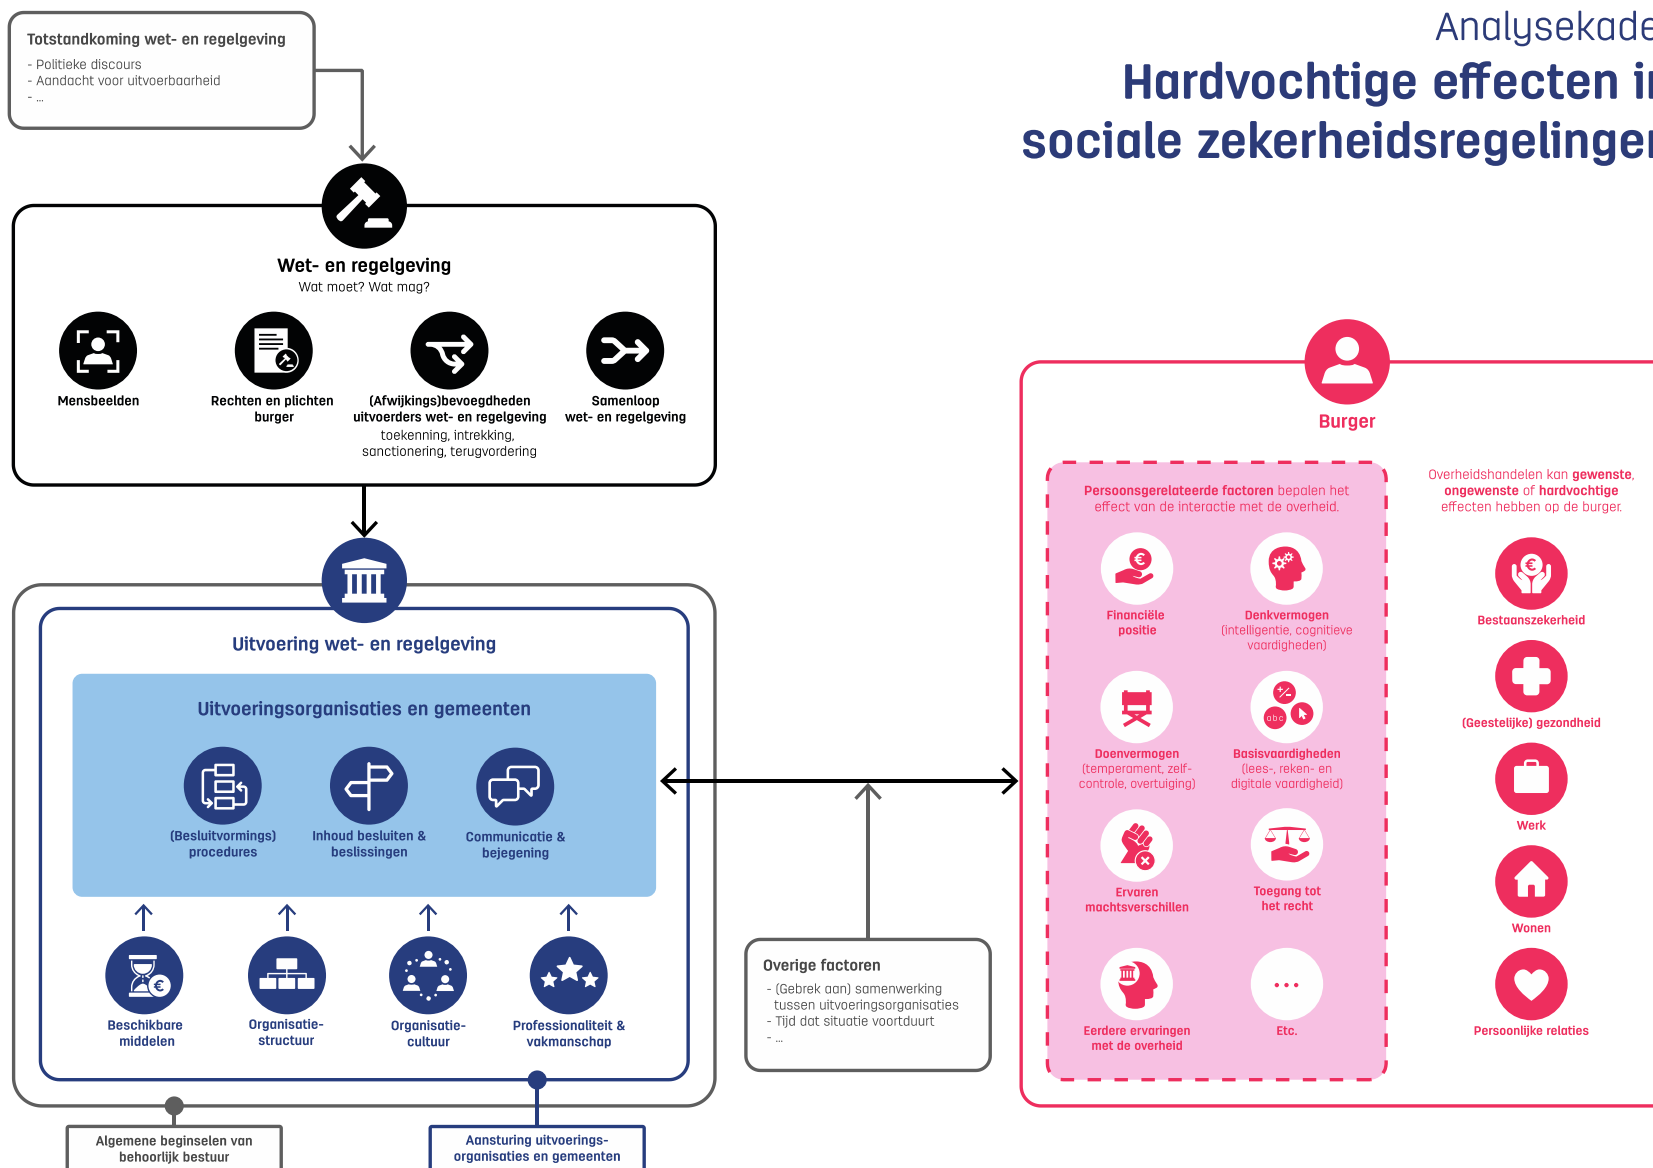 Analysekade
Hardvochtige effecten i
sociale zekerheidsregelinge
Totstandkoming wet- en regelgeving
- Politieke discours
- Aandacht voor uitvoerbaarheid
- ...
Wet- en regelgeving
Wat moet? Wat mag?
Mensbeelden
Rechten en plichten
burger
(Afwijkings)bevoegdheden
uitvoerders wet- en regelgeving
toekenning, intrekking,
sanctionering, terugvordering
Samenloop
wet- en regelgeving
Uitvoering wet- en regelgeving
Uitvoeringsorganisaties en gemeenten
(Besluitvormings)
procedures
Inhoud besluiten &
beslissingen
Communicatie &
bejegening
Beschikbare
middelen
Organisatie-
structuur
Organisatie-
cultuur
Professionaliteit &
vakmanschap
Algemene beginselen van
behoorlijk bestuur
Aansturing uitvoerings-
organisaties en gemeenten
Overige factoren
- (Gebrek aan) samenwerking
tussen uitvoeringsorganisaties
- Tijd dat situatie voortduurt
- ...
Burger
Persoonsgerelateerde factoren bepalen het
effect van de interactie met de overheid.
€
Financiële
positie
Denkvermogen
(intelligentie, cognitieve
vaardigheden)
Doenvermogen
(temperament, zelf-
controle, overtuiging)
+/-
abc
Basisvaardigheden
(lees-, reken- en
digitale vaardigheid)
Ervaren
machtsverschillen
Toegang tot
het recht
Eerdere ervaringen
met de overheid
...
Etc.
Overheidshandelen kan gewenste,
ongewenste of hardvochtige
effecten hebben op de burger.
€
Bestaanszekerheid
(Geestelijke) gezondheid
Werk
Wonen
Persoonlijke relaties